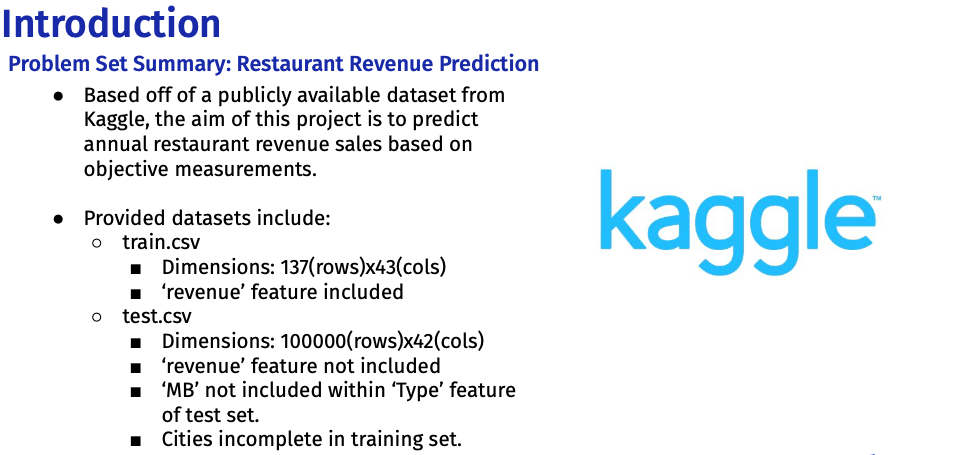 Introduction
Problem Set Summary: Restaurant Revenue Prediction
● Based off of a publicly available dataset from
Kaggle, the aim of this project is to predict
annual restaurant revenue sales based on
objective measurements.
● Provided datasets include:
○ train.csv
■ Dimensions: 137(rows)x43(cols)
■ ‘revenue’ feature included
○ test.csv
■ Dimensions: 100000(rows)x42(cols)
■ ‘revenue’ feature not included
■ ‘MB’ not included within ‘Type’ feature
of test set.
■ Cities incomplete in training set.
kaggle™